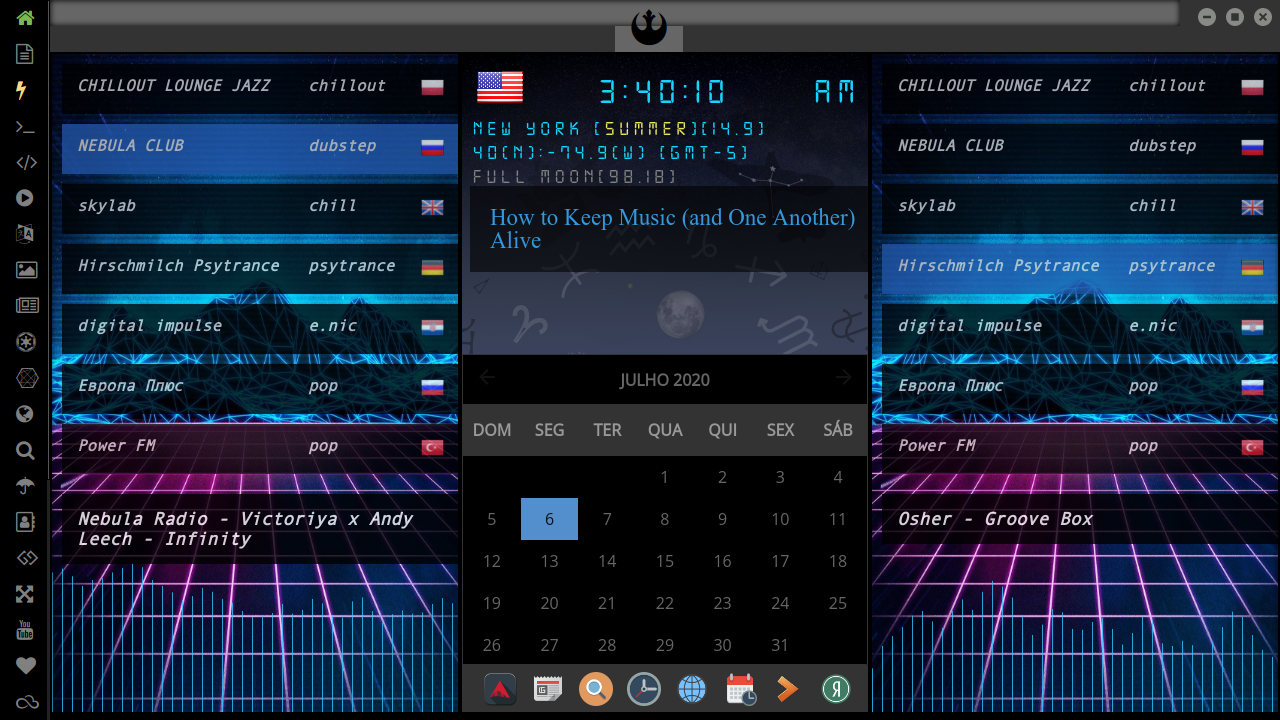 CHILLOUT LOUNGE JAZZ chillout
NEBULA CLUB dubstep
skylab chill
Hirschmilch Psytrance psytrance
digital impulse e.nic
Европа Плюс pop
Power FM pop
Nebula Radio - Victoriya x Andy
Leech - Infinity
3:40:10 AM
NEW YORK (SUMMER)(14.9)
40(N):-74.9(W) (GMT-5)
FULL MOON(98.18)
How to Keep Music (and One Another)
Alive
JULHO 2020
DOM SEG TER QUA QUI SEX SÁB
1 2 3 4
5 6 7 8 9 10 11
12 13 14 15 16 17 18
19 20 21 22 23 24 25
26 27 28 29 30 31
CHILLOUT LOUNGE JAZZ chillout
NEBULA CLUB dubstep
skylab chill
Hirschmilch Psytrance psytrance
digital impulse e.nic
Европа Плюс pop
Power FM pop
Osher - Groove Box
You
Tube
Я